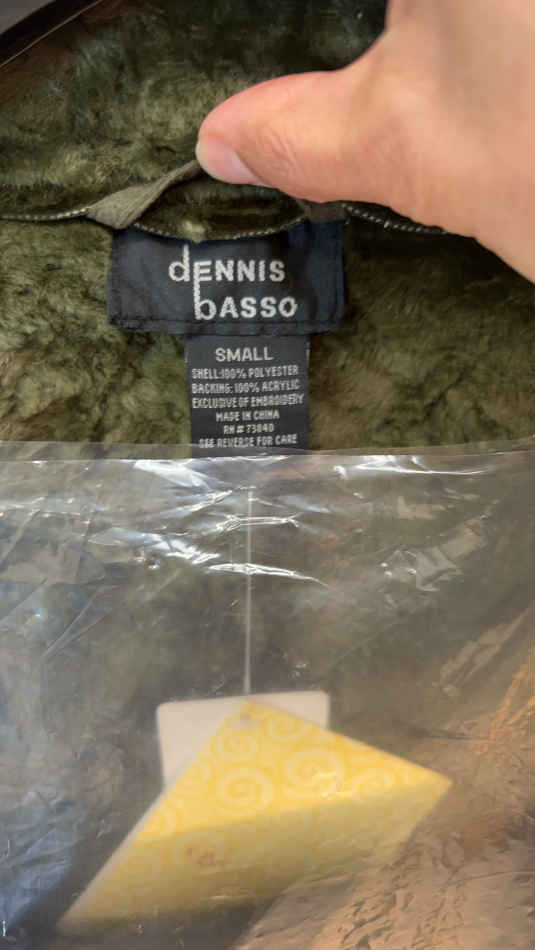 dENNIS
bASSO
SMALL
SHELL:100% POLYESTER
BACKING:100% ACRYLIC
EXCLUSIVE OF EMBROIDERY
MADE IN CHINA
RN # 73840
SEE REVERSE FOR CARE